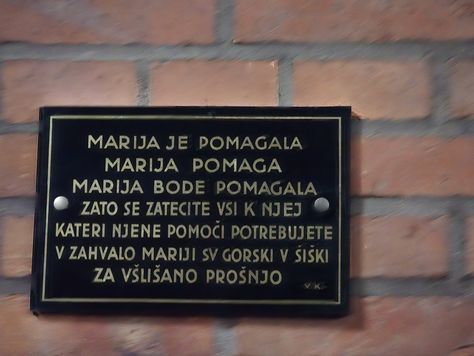 MARIJA JE POMAGALA
MARIJA POMAGA
MARIJA BODE POMAGALA
ZATO SE ZATECITE VSI K NJEJ
KATERI NJENE POMOČI POTREBUJETE
V ZAHVALO MARIJI SV GORSKI V ŠIŠKI
ZA VŠLIŠANO PROŠNJO
V.K.